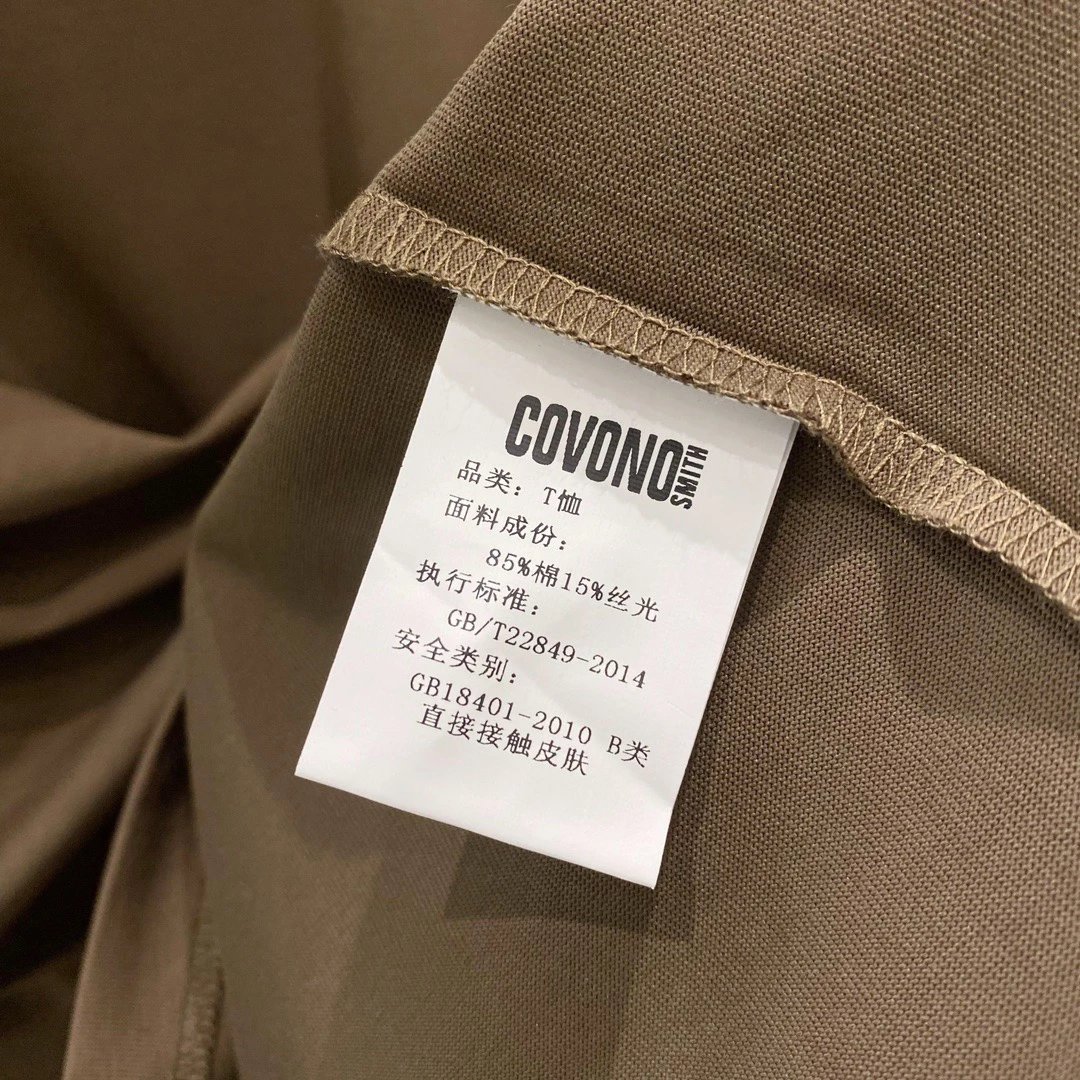 COVONO SMITH
品类：T恤
面料成份：
85%棉15%丝光
执行标准：
GB/T22849-2014
安全类别：
GB18401-2010 B类
直接接触皮肤